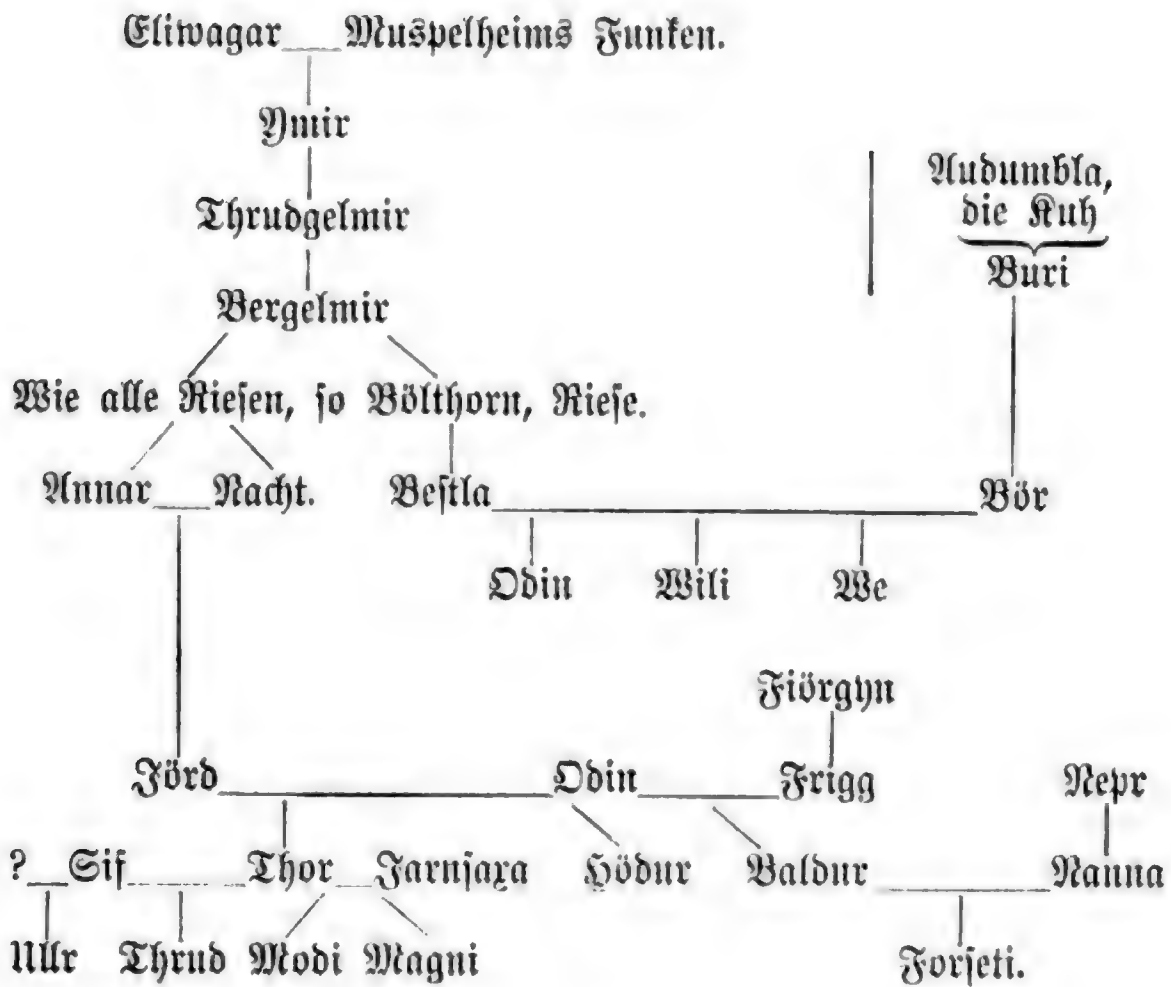 Eliwagar Muspelheims Funken.
Ymir
Audumbla,
Thrudgelmir die Kuh
Bergelmir Buri
Wie alle Riesen, so Bölthorn, Riese.
Annar Nacht. Bestla Bör
Odin Wili We
Fiörgyn
Jörd Odin Frigg Nepr
? Sif Thor Jarnsaxa Hödur Baldur Nanna
Ullr Thrud Modi Magni Forseti.